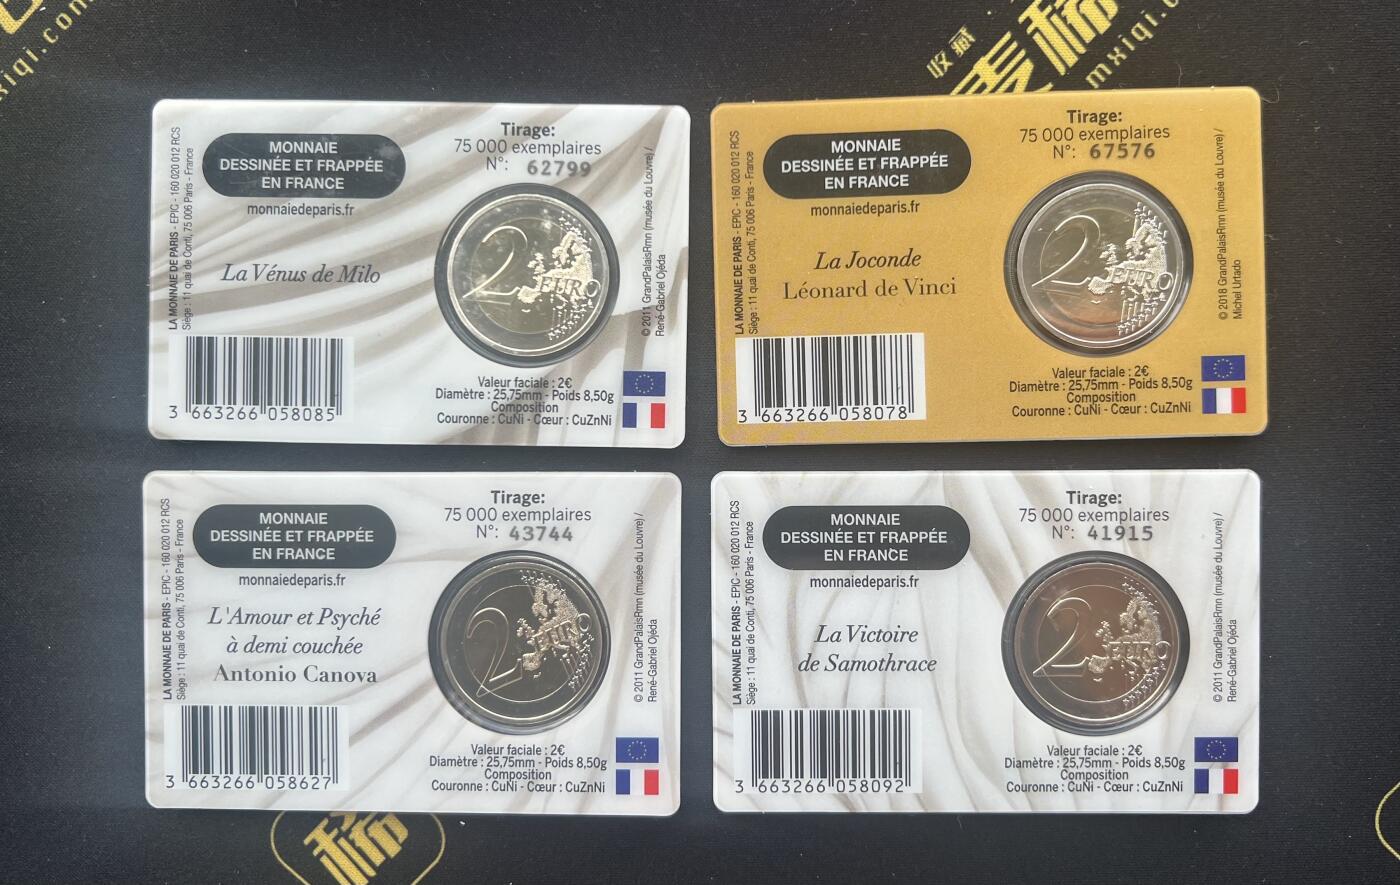 收藏
麦稀
mxiqi.com
mxiqi.co
LA MONNAIE DE PARIS - EPIC - 160 020 012 RCS
Siège : 11 quai de Conti, 75 006 Paris - France
MONNAIE
DESSINÉE ET FRAPPÉE
EN FRANCE
monnaiedeparis.fr
La Vénus de Milo
3 663266 058085
Tirage:
75 000 exemplaires
N°: 62799
2 EURO
Valeur faciale : 2€
Diamètre : 25,75mm - Poids 8,50g
Composition
Couronne : CuNi - Cœur : CuZnNi
© 2011 GrandPalaisRmn (musée du Louvre) /
René-Gabriel Ojéda
LA MONNAIE DE PARIS - EPIC - 160 020 012 RCS
Siège : 11 quai de Conti, 75 006 Paris - France
MONNAIE
DESSINÉE ET FRAPPÉE
EN FRANCE
monnaiedeparis.fr
La Joconde
Léonard de Vinci
3 663266 058078
Tirage:
75 000 exemplaires
N°: 67576
2 EURO
Valeur faciale : 2€
Diamètre : 25,75mm - Poids 8,50g
Composition
Couronne : CuNi - Cœur : CuZnNi
© 2018 GrandPalaisRmn (musée du Louvre) /
Michel Urtado
LA MONNAIE DE PARIS - EPIC - 160 020 012 RCS
Siège : 11 quai de Conti, 75 006 Paris - France
MONNAIE
DESSINÉE ET FRAPPÉE
EN FRANCE
monnaiedeparis.fr
L'Amour et Psyché
à demi couchée
Antonio Canova
3 663266 058627
Tirage:
75 000 exemplaires
N°: 43744
2 EURO
Valeur faciale : 2€
Diamètre : 25,75mm - Poids 8,50g
Composition
Couronne : CuNi - Cœur : CuZnNi
© 2011 GrandPalaisRmn (musée du Louvre) /
René-Gabriel Ojéda
LA MONNAIE DE PARIS - EPIC - 160 020 012 RCS
Siège : 11 quai de Conti, 75 006 Paris - France
MONNAIE
DESSINÉE ET FRAPPÉE
EN FRANCE
monnaiedeparis.fr
La Victoire
de Samothrace
3 663266 058092
Tirage:
75 000 exemplaires
N°: 41915
2 EURO
Valeur faciale : 2€
Diamètre : 25,75mm - Poids 8,50g
Composition
Couronne : CuNi - Cœur : CuZnNi
© 2011 GrandPalaisRmn (musée du Louvre) /
René-Gabriel Ojéda
稀